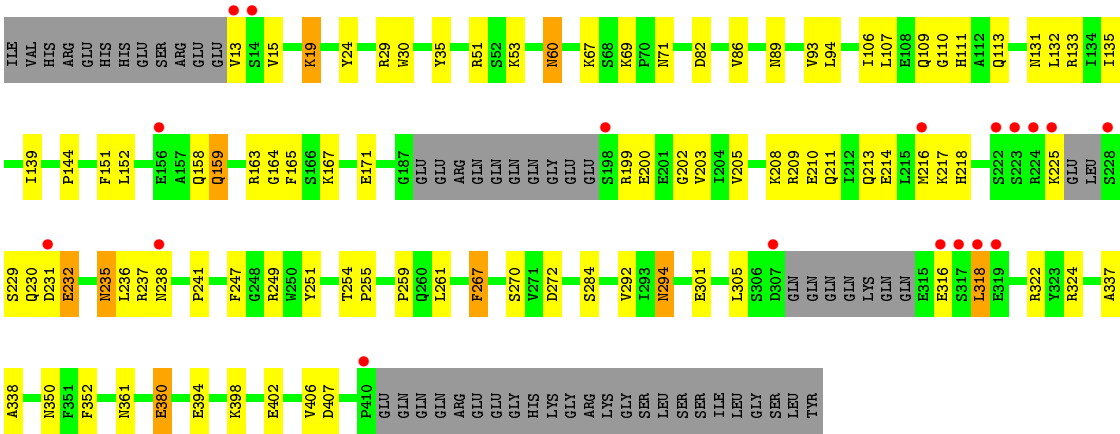 ILE VAL HIS ARG GLU HIS HIS GLU SER ARG GLU GLU V13 S14 V15 K19 Y24 R29 W30 Y35 R51 S52 K53 N60 K67 S68 K69 P70 N71 D82 V86 N89 V93 L94 I106 L107 E108 Q109 G110 H111 A112 Q113 N131 L132 R133 I134 I135
I139 P144 F151 L152 E156 A157 Q158 Q159 R163 G164 F165 S166 K167 E171 G187 GLU GLU ARG GLN GLN GLN GLN GLY GLU GLU S198 R199 E200 E201 G202 V203 I204 V205 K208 R209 E210 Q211 I212 Q213 E214 L215 M216 K217 H218 S222 S223 R224 K225 GLU LEU S228
S229 Q230 D231 E232 N235 L236 R237 N238 P241 F247 G248 R249 W250 Y251 T254 P255 P259 Q260 L261 F267 S270 V271 D272 S284 V292 I293 N294 E301 L305 S306 D307 GLN GLN GLN GLN LYS GLN GLN E315 E316 S317 L318 E319 R322 Y323 R324 A337
A338 N350 F351 F352 N361 E380 E394 K398 E402 V406 D407 P410 GLU GLN GLN GLN ARG GLU GLU GLY HIS LYS GLY ARG LYS GLY SER LEU SER SER ILE LEU GLY SER LEU TYR